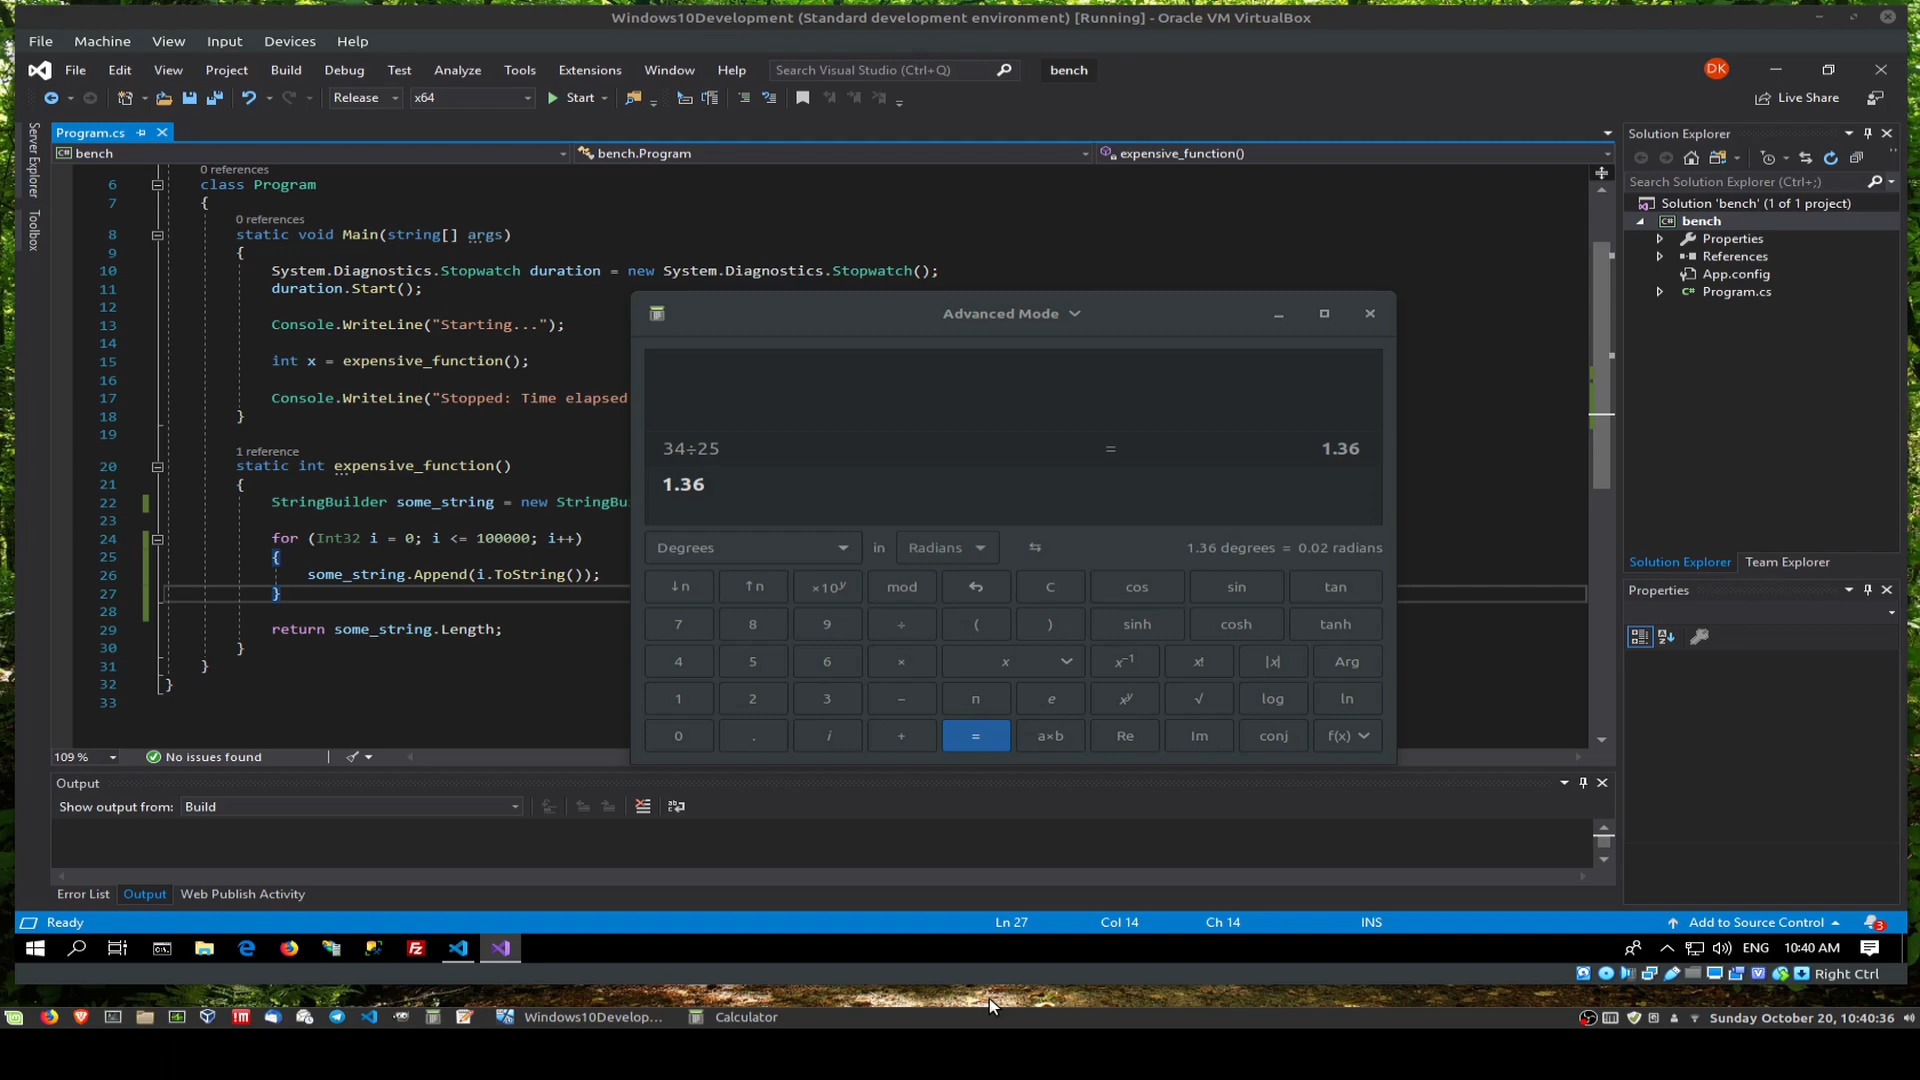 Windows10Development (Standard development environment) [Running] - Oracle VM VirtualBox
File Machine View Input Devices Help
File Edit View Project Build Debug Test Analyze Tools Extensions Window Help Search Visual Studio (Ctrl+Q) bench DK
Release x64 Start Live Share
Server Explorer
Toolbox
Program.cs
bench bench.Program expensive_function()
0 references
6 class Program
7 {
0 references
8 static void Main(string[] args)
9 {
10 System.Diagnostics.Stopwatch duration = new System.Diagnostics.Stopwatch();
11 duration.Start();
12
13 Console.WriteLine("Starting...");
14
15 int x = expensive_function();
16
17 Console.WriteLine("Stopped: Time elapsed
18 }
19
1 reference
20 static int expensive_function()
21 {
22 StringBuilder some_string = new StringBu
23
24 for (Int32 i = 0; i <= 100000; i++)
25 {
26 some_string.Append(i.ToString());
27 }
28
29 return some_string.Length;
30 }
31 }
32 }
33
109 % No issues found
Advanced Mode
34÷25 = 1.36
1.36
Degrees in Radians 1.36 degrees = 0.02 radians
↓n ↑n ×10ʸ mod C cos sin tan
7 8 9 ÷ ( ) sinh cosh tanh
4 5 6 × x x⁻¹ x! |x| Arg
1 2 3 − π e xʸ √ log ln
0 . i + = a×b Re Im conj f(x)
Solution Explorer
Search Solution Explorer (Ctrl+;)
Solution 'bench' (1 of 1 project)
bench
Properties
References
App.config
Program.cs
Solution Explorer Team Explorer
Properties
Output
Show output from: Build
Error List Output Web Publish Activity
Ready Ln 27 Col 14 Ch 14 INS Add to Source Control 3
ENG 10:40 AM
Right Ctrl
Windows10Develop... Calculator Sunday October 20, 10:40:36